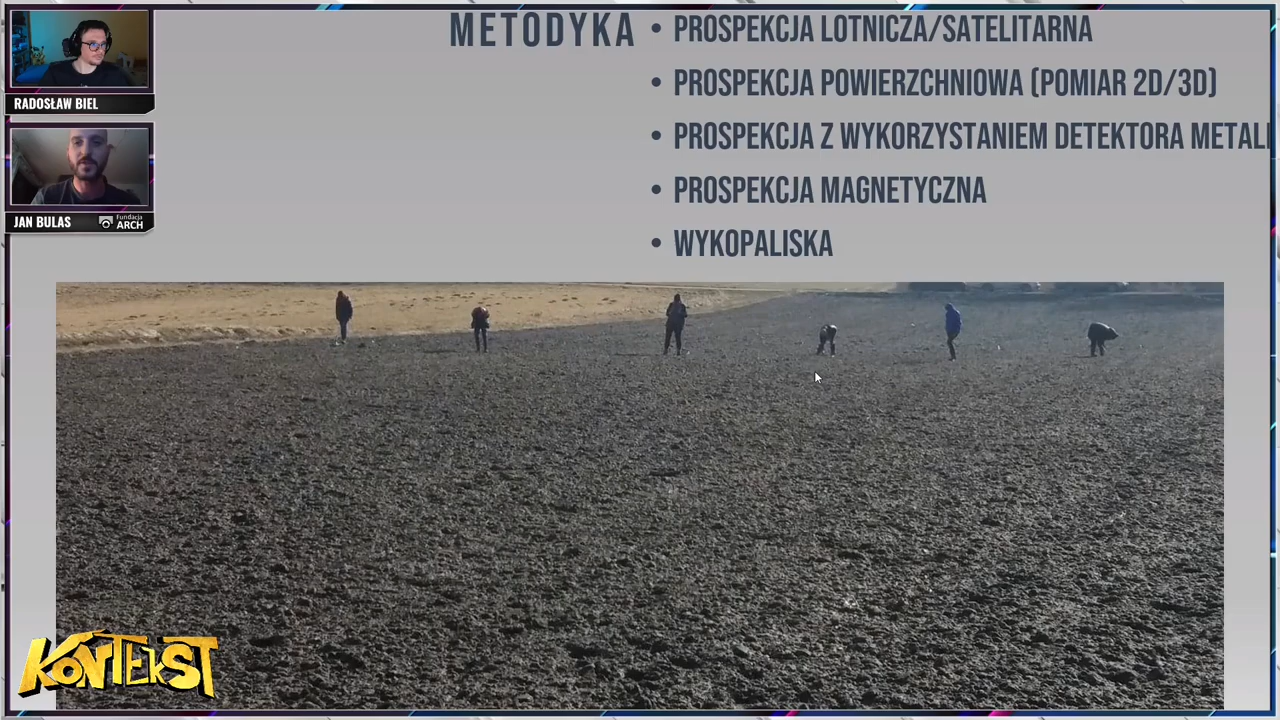 METODYKA
• PROSPEKCJA LOTNICZA/SATELITARNA
• PROSPEKCJA POWIERZCHNIOWA (POMIAR 2D/3D)
• PROSPEKCJA Z WYKORZYSTANIEM DETEKTORA METALI
• PROSPEKCJA MAGNETYCZNA
• WYKOPALISKA
RADOSŁAW BIEL
JAN BULAS
Fundacja
ARCH
KONTEKST